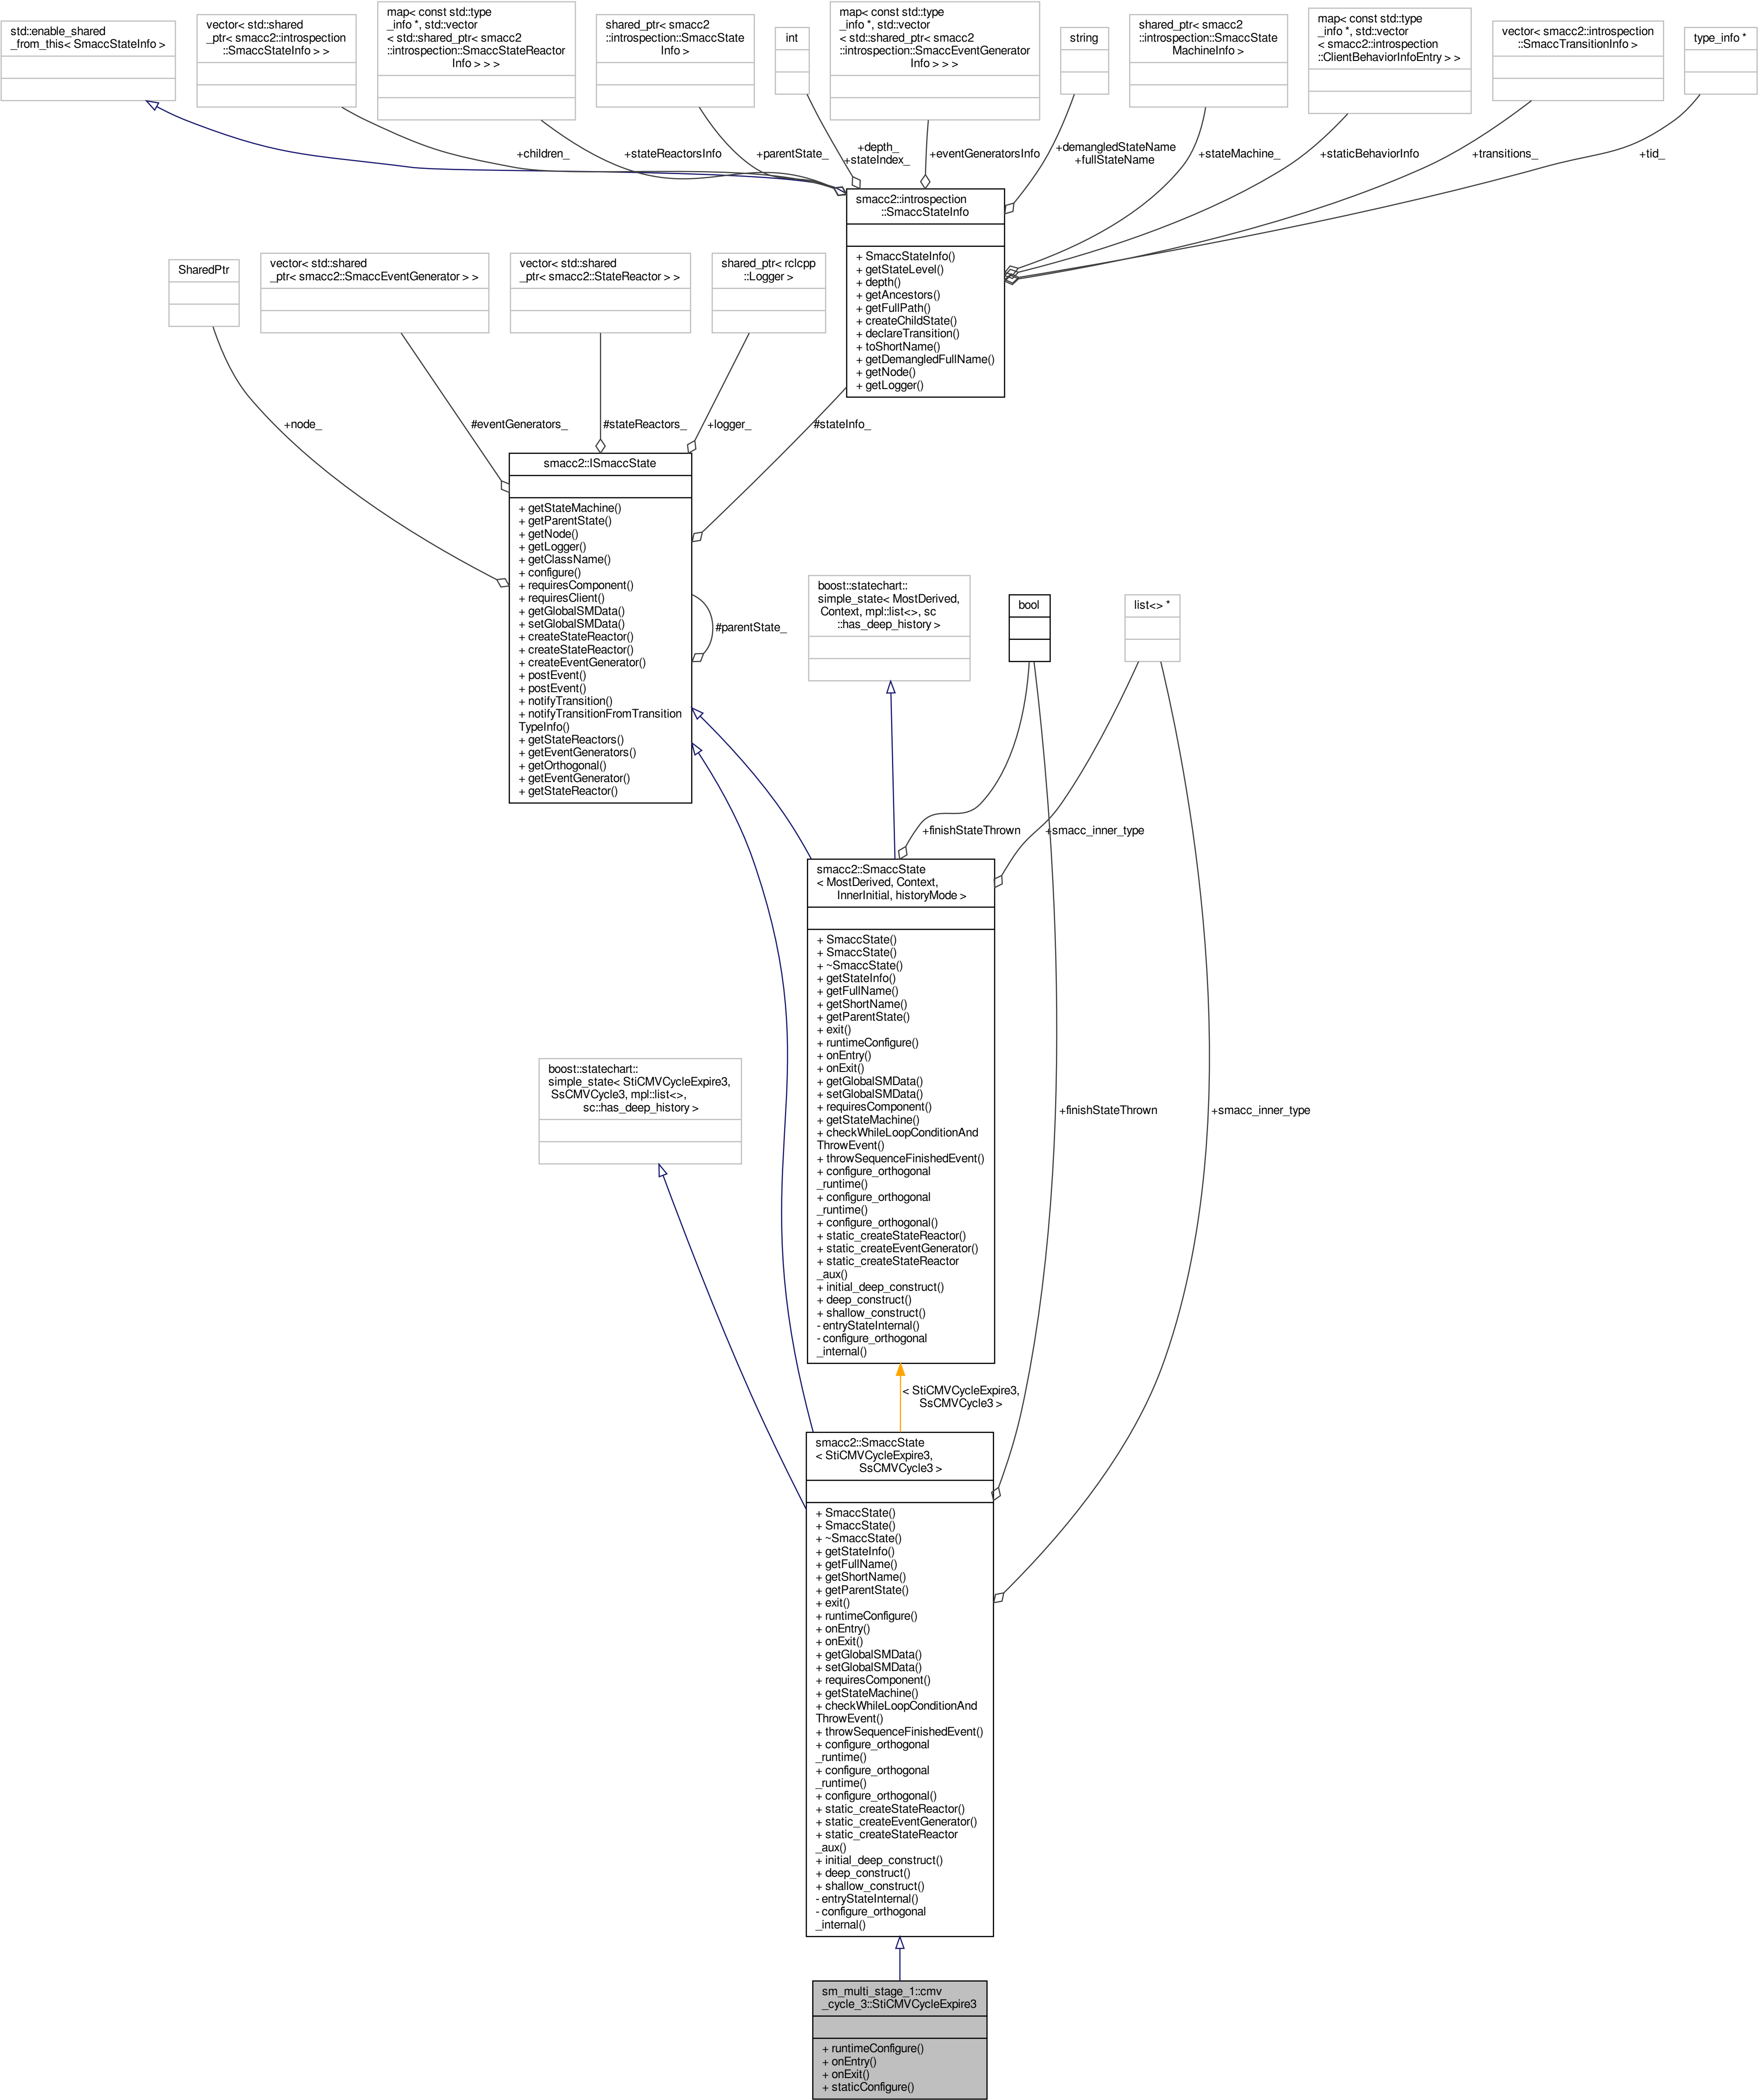 std::enable_shared
_from_this< SmaccStateInfo >
vector< std::shared
_ptr< smacc2::introspection
::SmaccStateInfo > >
map< const std::type
_info *, std::vector
< std::shared_ptr< smacc2
::introspection::SmaccStateReactor
Info > > >
shared_ptr< smacc2
::introspection::SmaccState
Info >
int
map< const std::type
_info *, std::vector
< std::shared_ptr< smacc2
::introspection::SmaccEventGenerator
Info > > >
string
shared_ptr< smacc2
::introspection::SmaccState
MachineInfo >
map< const std::type
_info *, std::vector
< smacc2::introspection
::ClientBehaviorInfoEntry > >
vector< smacc2::introspection
::SmaccTransitionInfo >
type_info *
+children_
+stateReactorsInfo
+parentState_
+depth_
+stateIndex_
+eventGeneratorsInfo
+demangledStateName
+fullStateName
+stateMachine_
+staticBehaviorInfo
+transitions_
+tid_
smacc2::introspection
::SmaccStateInfo
+ SmaccStateInfo()
+ getStateLevel()
+ depth()
+ getAncestors()
+ getFullPath()
+ createChildState()
+ declareTransition()
+ toShortName()
+ getDemangledFullName()
+ getNode()
+ getLogger()
SharedPtr
vector< std::shared
_ptr< smacc2::SmaccEventGenerator > >
vector< std::shared
_ptr< smacc2::StateReactor > >
shared_ptr< rclcpp
::Logger >
+node_
#eventGenerators_
#stateReactors_
+logger_
#stateInfo_
smacc2::ISmaccState
+ getStateMachine()
+ getParentState()
+ getNode()
+ getLogger()
+ getClassName()
+ configure()
+ requiresComponent()
+ requiresClient()
+ getGlobalSMData()
+ setGlobalSMData()
+ createStateReactor()
+ createStateReactor()
+ createEventGenerator()
+ postEvent()
+ postEvent()
+ notifyTransition()
+ notifyTransitionFromTransition
TypeInfo()
+ getStateReactors()
+ getEventGenerators()
+ getOrthogonal()
+ getEventGenerator()
+ getStateReactor()
#parentState_
boost::statechart::
simple_state< MostDerived,
Context, mpl::list<>, sc
::has_deep_history >
bool
list<> *
+finishStateThrown
+smacc_inner_type
smacc2::SmaccState
< MostDerived, Context,
InnerInitial, historyMode >
+ SmaccState()
+ SmaccState()
+ ~SmaccState()
+ getStateInfo()
+ getFullName()
+ getShortName()
+ getParentState()
+ exit()
+ runtimeConfigure()
+ onEntry()
+ onExit()
+ getGlobalSMData()
+ setGlobalSMData()
+ requiresComponent()
+ getStateMachine()
+ checkWhileLoopConditionAnd
ThrowEvent()
+ throwSequenceFinishedEvent()
+ configure_orthogonal
_runtime()
+ configure_orthogonal
_runtime()
+ configure_orthogonal()
+ static_createStateReactor()
+ static_createEventGenerator()
+ static_createStateReactor
_aux()
+ initial_deep_construct()
+ deep_construct()
+ shallow_construct()
- entryStateInternal()
- configure_orthogonal
_internal()
boost::statechart::
simple_state< StiCMVCycleExpire3,
SsCMVCycle3, mpl::list<>,
sc::has_deep_history >
+finishStateThrown
+smacc_inner_type
< StiCMVCycleExpire3,
SsCMVCycle3 >
smacc2::SmaccState
< StiCMVCycleExpire3,
SsCMVCycle3 >
+ SmaccState()
+ SmaccState()
+ ~SmaccState()
+ getStateInfo()
+ getFullName()
+ getShortName()
+ getParentState()
+ exit()
+ runtimeConfigure()
+ onEntry()
+ onExit()
+ getGlobalSMData()
+ setGlobalSMData()
+ requiresComponent()
+ getStateMachine()
+ checkWhileLoopConditionAnd
ThrowEvent()
+ throwSequenceFinishedEvent()
+ configure_orthogonal
_runtime()
+ configure_orthogonal
_runtime()
+ configure_orthogonal()
+ static_createStateReactor()
+ static_createEventGenerator()
+ static_createStateReactor
_aux()
+ initial_deep_construct()
+ deep_construct()
+ shallow_construct()
- entryStateInternal()
- configure_orthogonal
_internal()
sm_multi_stage_1::cmv
_cycle_3::StiCMVCycleExpire3
+ runtimeConfigure()
+ onEntry()
+ onExit()
+ staticConfigure()